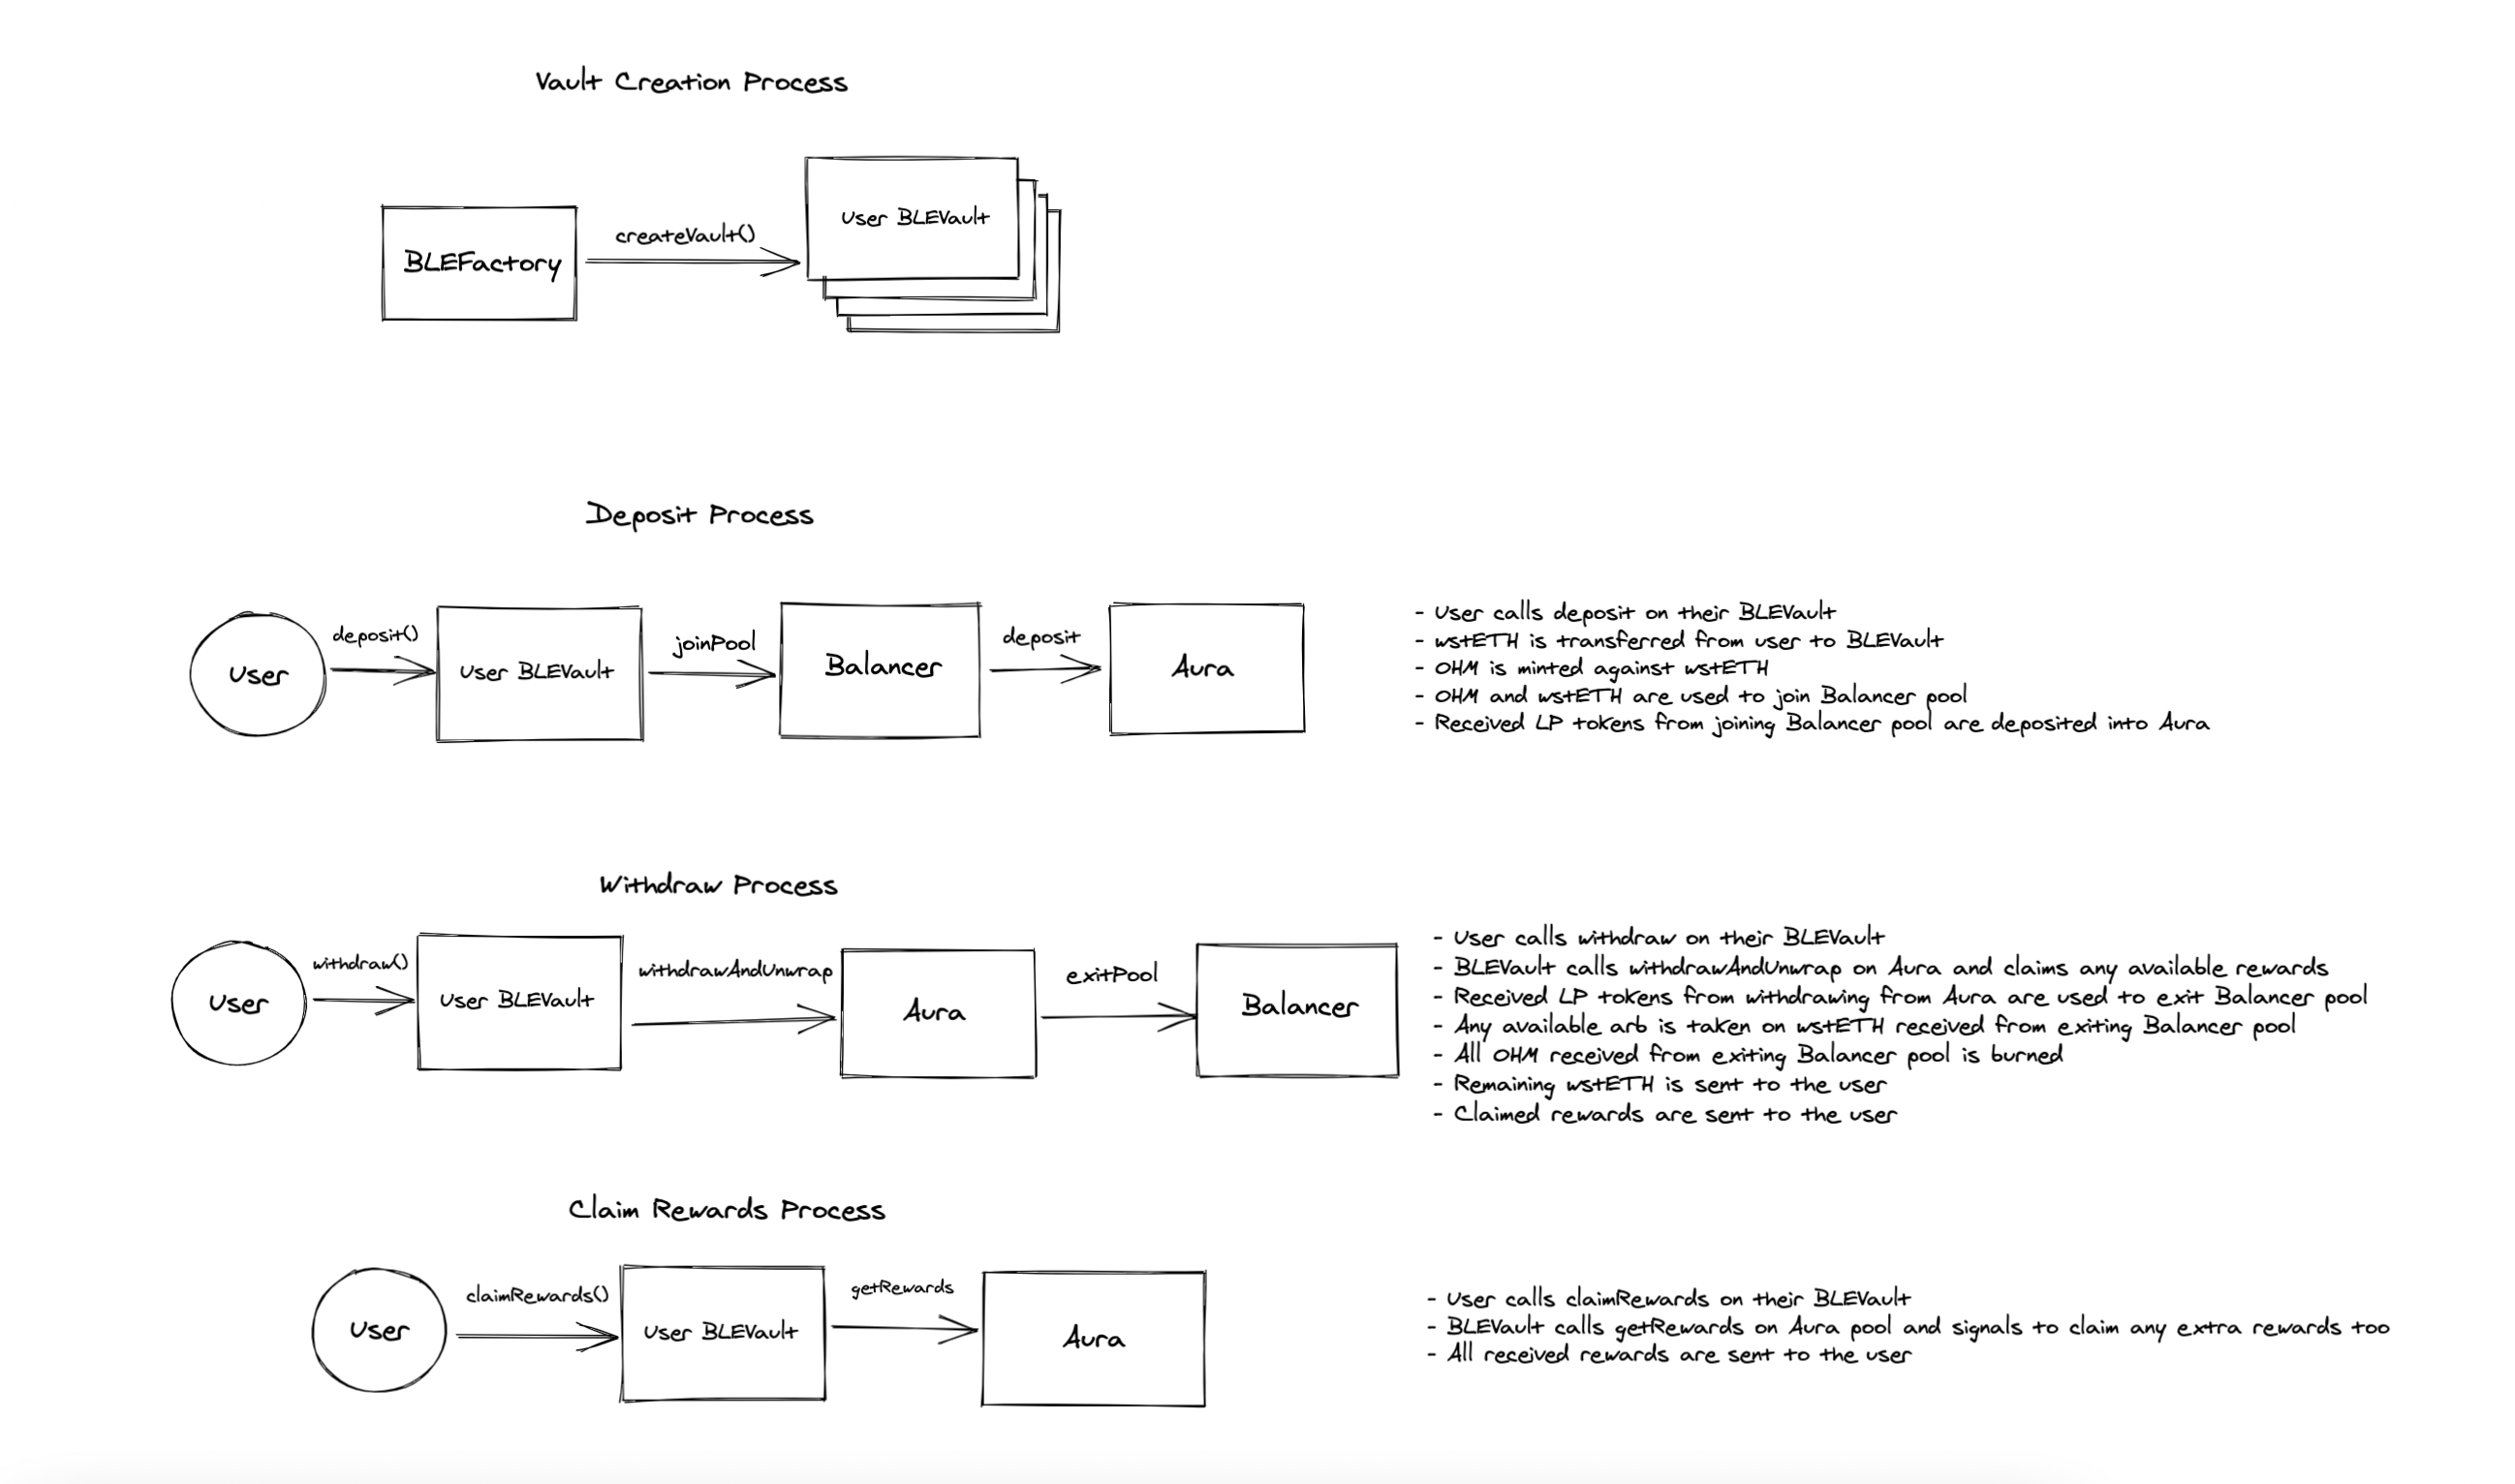 Vault Creation Process
BLEFactory
createVault()
User BLEVault
Deposit Process
User
deposit()
User BLEVault
joinPool
Balancer
deposit
Aura
- User calls deposit on their BLEVault
- wstETH is transferred from user to BLEVault
- OHM is minted against wstETH
- OHM and wstETH are used to join Balancer pool
- Received LP tokens from joining Balancer pool are deposited into Aura
Withdraw Process
User
withdraw()
User BLEVault
withdrawAndUnwrap
Aura
exitPool
Balancer
- User calls withdraw on their BLEVault
- BLEVault calls withdrawAndUnwrap on Aura and claims any available rewards
- Received LP tokens from withdrawing from Aura are used to exit Balancer pool
- Any available arb is taken on wstETH received from exiting Balancer pool
- All OHM received from exiting Balancer pool is burned
- Remaining wstETH is sent to the user
- Claimed rewards are sent to the user
Claim Rewards Process
User
claimRewards()
User BLEVault
getRewards
Aura
- User calls claimRewards on their BLEVault
- BLEVault calls getRewards on Aura pool and signals to claim any extra rewards too
- All received rewards are sent to the user